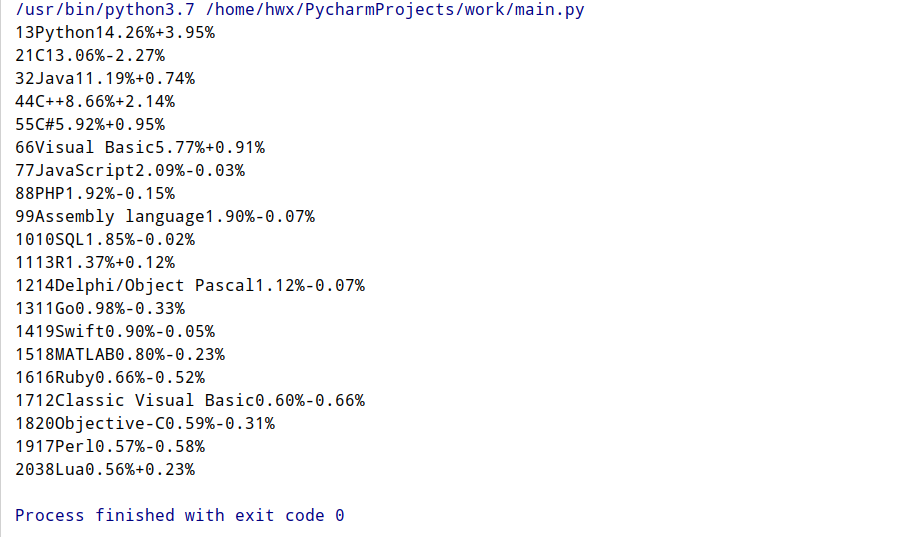 /usr/bin/python3.7 /home/hwx/PycharmProjects/work/main.py
13Python14.26%+3.95%
21C13.06%-2.27%
32Java11.19%+0.74%
44C++8.66%+2.14%
55C#5.92%+0.95%
66Visual Basic5.77%+0.91%
77JavaScript2.09%-0.03%
88PHP1.92%-0.15%
99Assembly language1.90%-0.07%
1010SQL1.85%-0.02%
1113R1.37%+0.12%
1214Delphi/Object Pascal1.12%-0.07%
1311Go0.98%-0.33%
1419Swift0.90%-0.05%
1518MATLAB0.80%-0.23%
1616Ruby0.66%-0.52%
1712Classic Visual Basic0.60%-0.66%
1820Objective-C0.59%-0.31%
1917Perl0.57%-0.58%
2038Lua0.56%+0.23%
Process finished with exit code 0